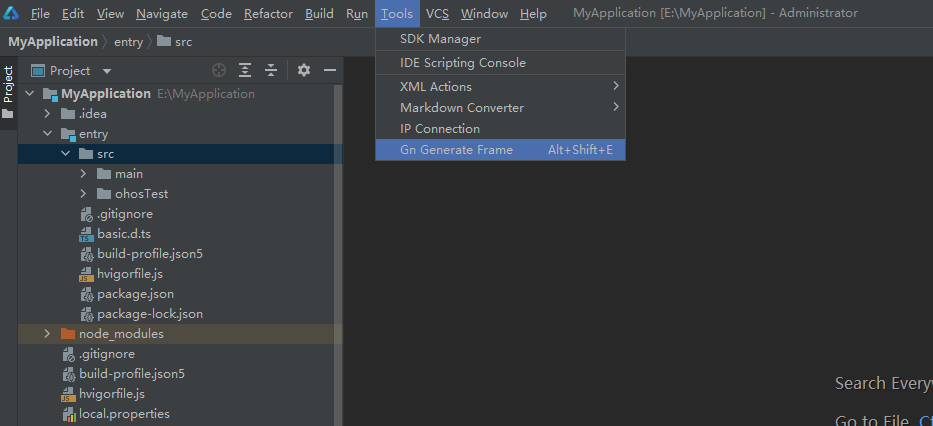 File Edit View Navigate Code Refactor Build Run Tools VCS Window Help MyApplication [E:\MyApplication] - Administrator
MyApplication entry src
Project
Project
SDK Manager
IDE Scripting Console
XML Actions
Markdown Converter
IP Connection
Gn Generate Frame Alt+Shift+E
MyApplication E:\MyApplication
.idea
entry
src
main
ohosTest
.gitignore
basic.d.ts
build-profile.json5
hvigorfile.js
package.json
package-lock.json
node_modules
.gitignore
build-profile.json5
hvigorfile.js
local.properties
Search Everyw
Go to File C